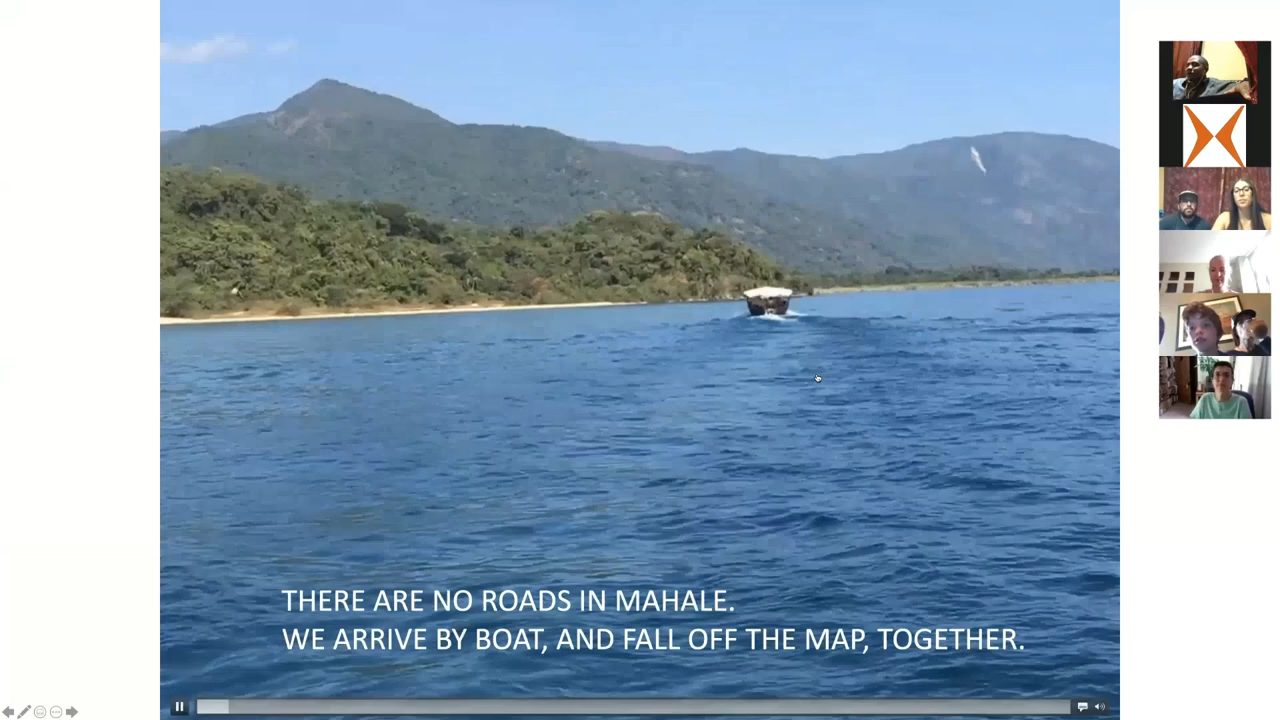 THERE ARE NO ROADS IN MAHALE.
WE ARRIVE BY BOAT, AND FALL OFF THE MAP, TOGETHER.